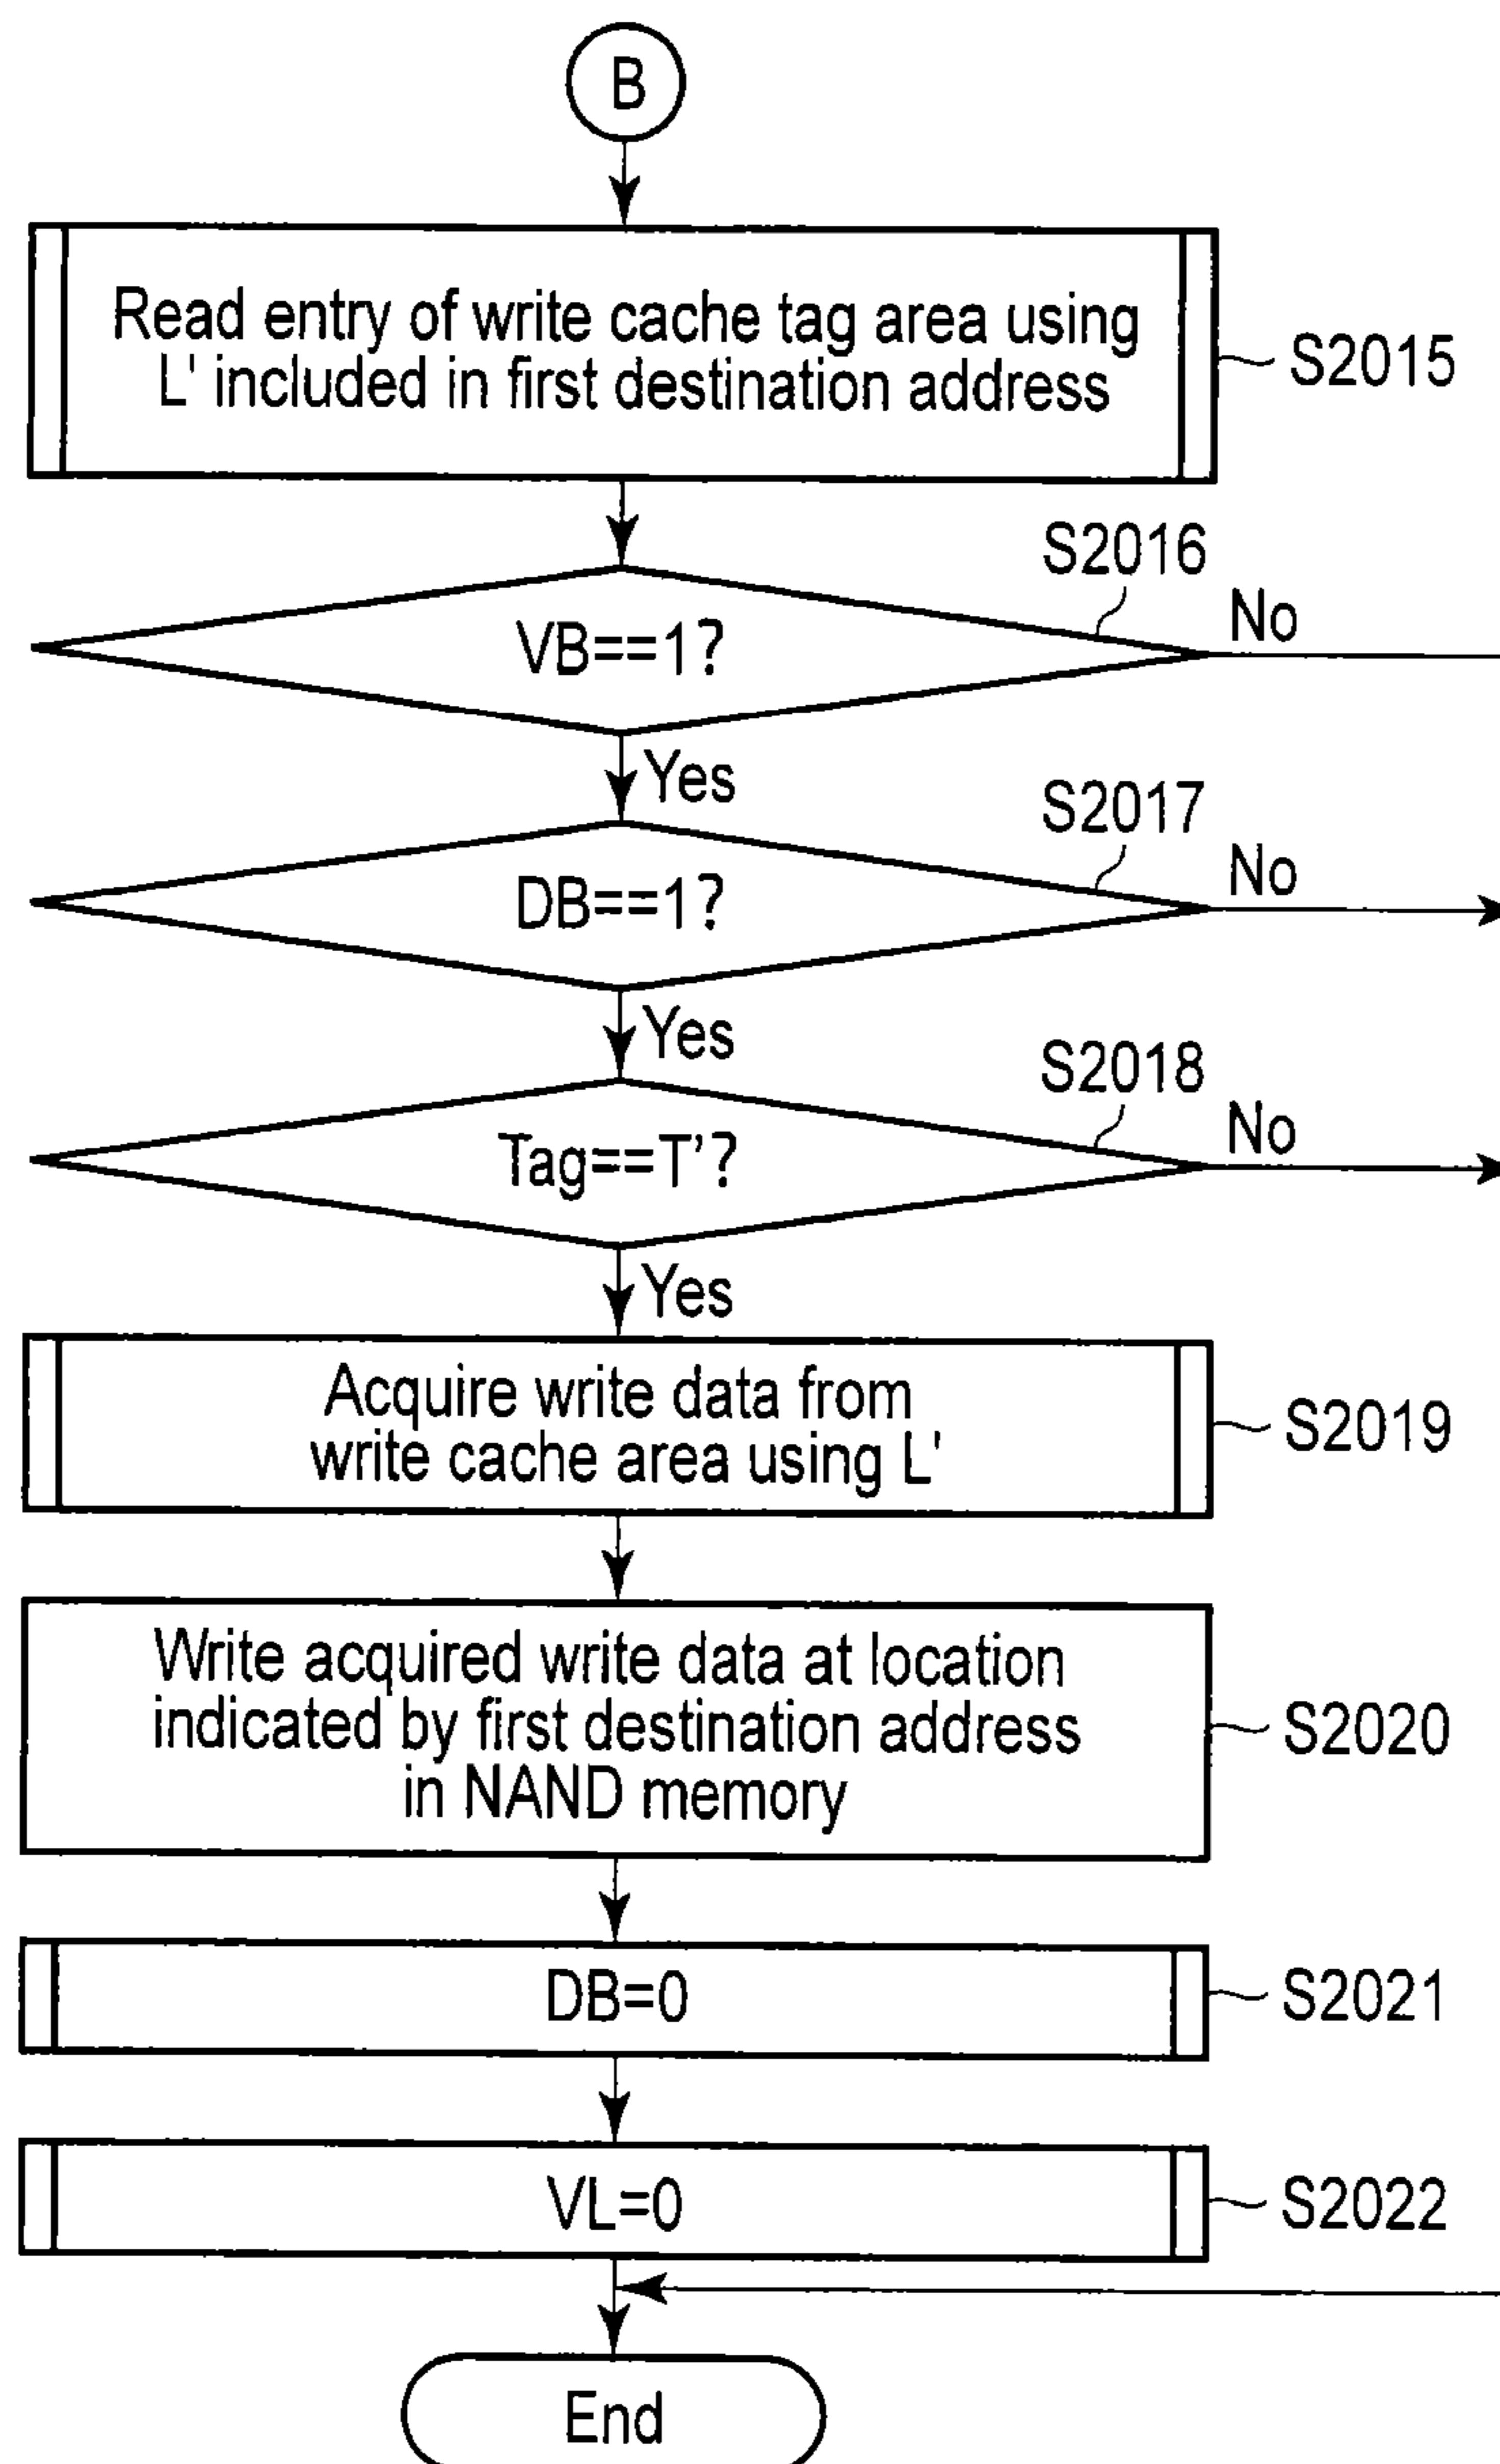 B
Read entry of write cache tag area using
L' included in first destination address
S2015
S2016
VB==1?
No
Yes
S2017
DB==1?
No
Yes
S2018
Tag==T’?
No
Yes
Acquire write data from
write cache area using L'
S2019
Write acquired write data at location
indicated by first destination address
in NAND memory
S2020
DB=0
S2021
VL=0
S2022
End